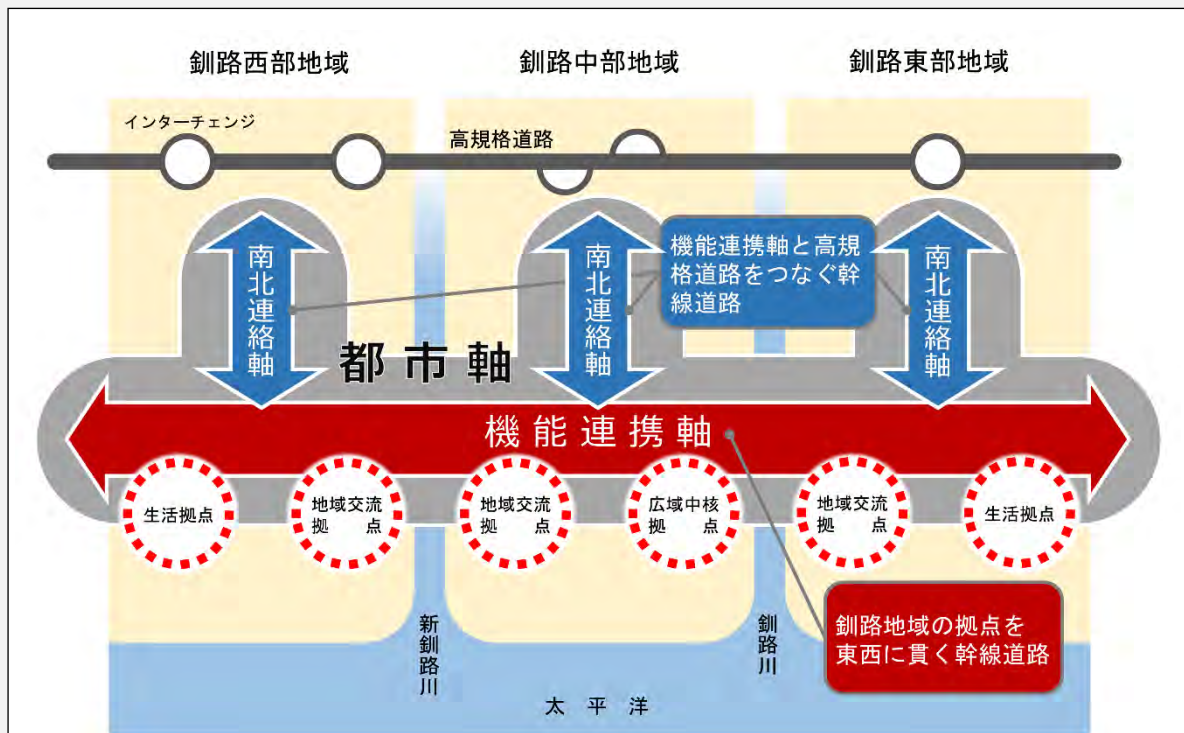 釧路西部地域
釧路中部地域
釧路東部地域
インターチェンジ
高規格道路
南北連絡軸
南北連絡軸
機能連携軸と高規
格道路をつなぐ幹
線道路
南北連絡軸
都市軸
機能連携軸
生活拠点
地域交流
拠点
地域交流
拠点
広域中核
拠点
地域交流
拠点
生活拠点
新釧路川
釧路川
釧路地域の拠点を
東西に貫く幹線道路
太平洋